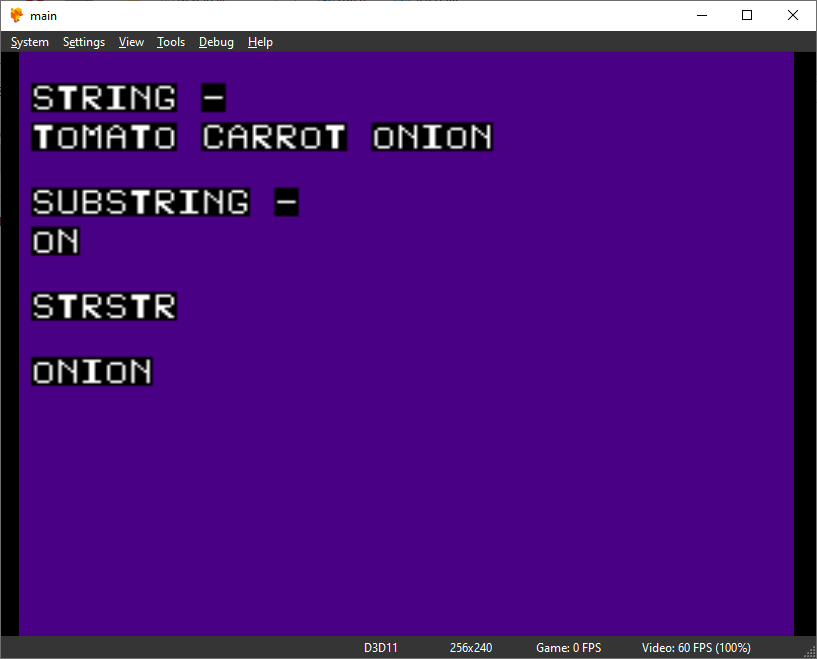 main
System Settings View Tools Debug Help
STRING -
TOMATO CARROT ONION
SUBSTRING -
ON
STRSTR
ONION
D3D11 256x240 Game: 0 FPS Video: 60 FPS (100%)